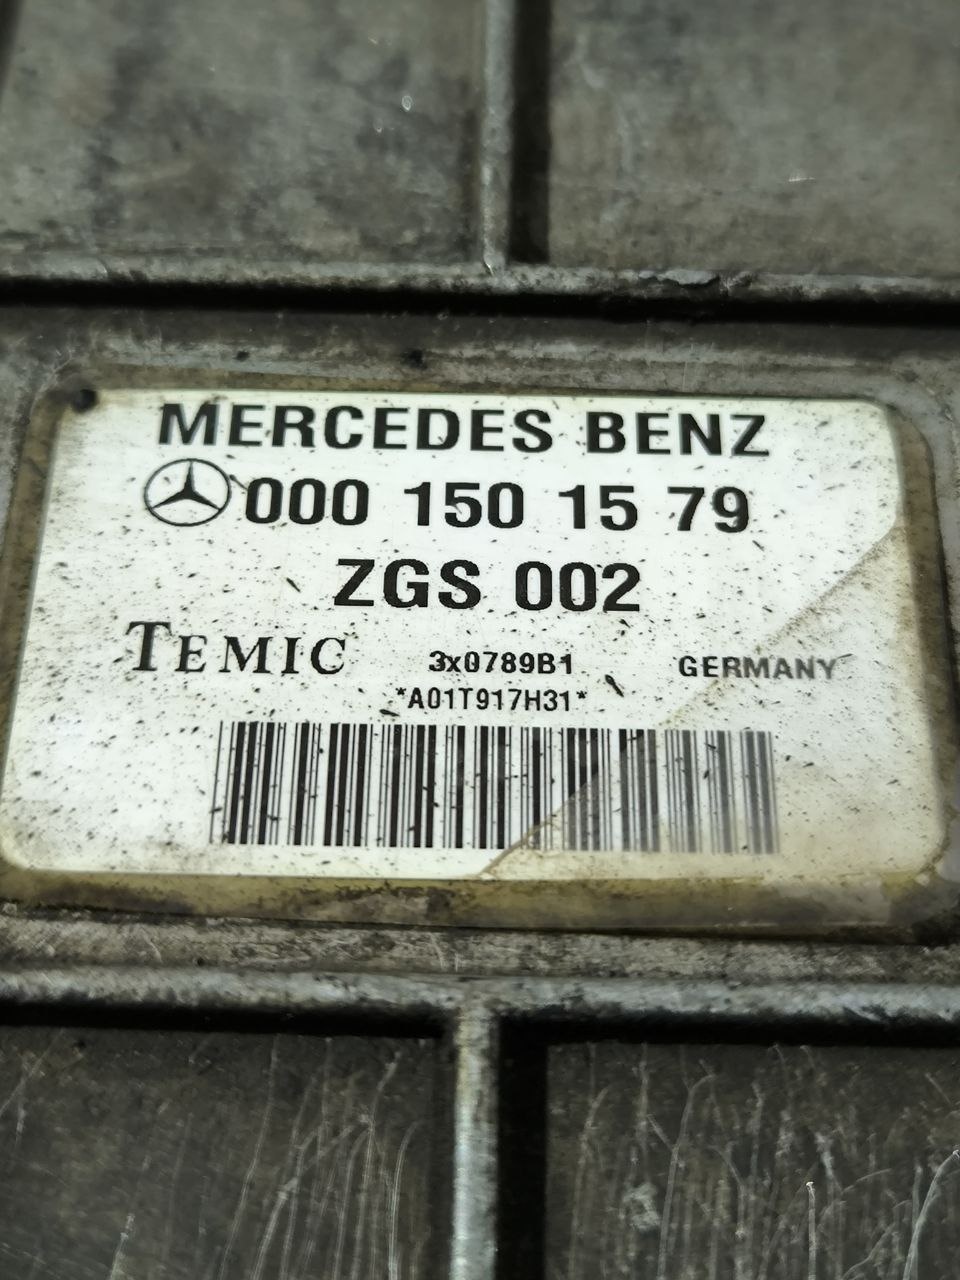 MERCEDES BENZ
000 150 15 79
ZGS 002
TEMIC 3x0789B1 GERMANY
*A01T917H31*